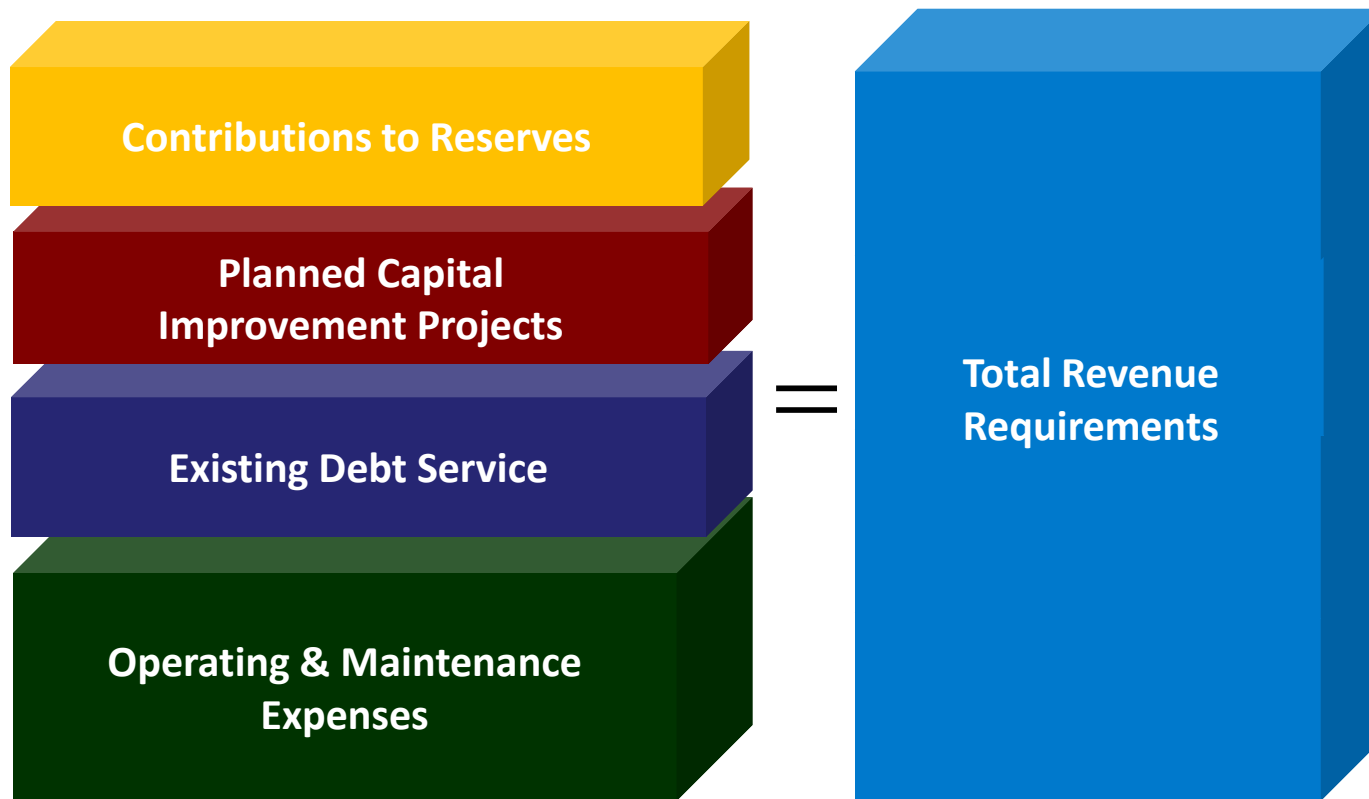 Contributions to Reserves
Planned Capital
Improvement Projects
Existing Debt Service
Operating & Maintenance
Expenses
=
Total Revenue
Requirements